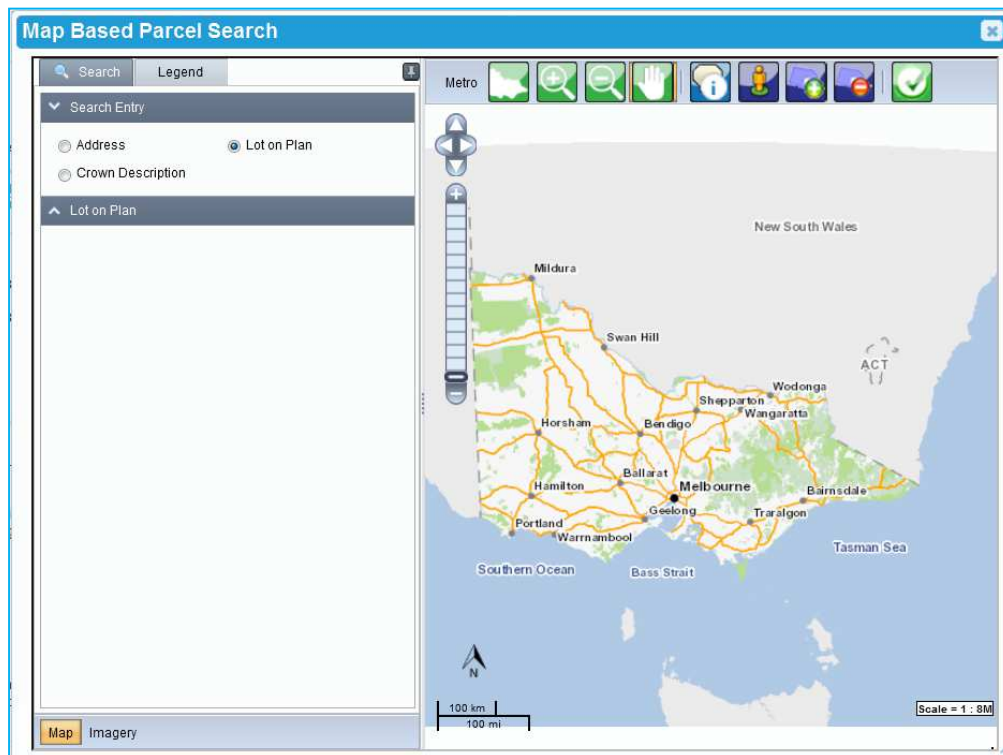 Map Based Parcel Search
Search
Legend
Metro
Search Entry
Address
Lot on Plan
Crown Description
Lot on Plan
New South Wales
Mildura
Swan Hill
ACT
Wodonga
Shepparton
Wangaratta
Horsham
Bendigo
Ballarat
Melbourne
Hamilton
Bairnsdale
Geelong
Traralgon
Portland
Warrnambool
Tasman Sea
Southern Ocean
Bass Strait
N
100 km
100 mi
Scale = 1 : 8M
Map
Imagery